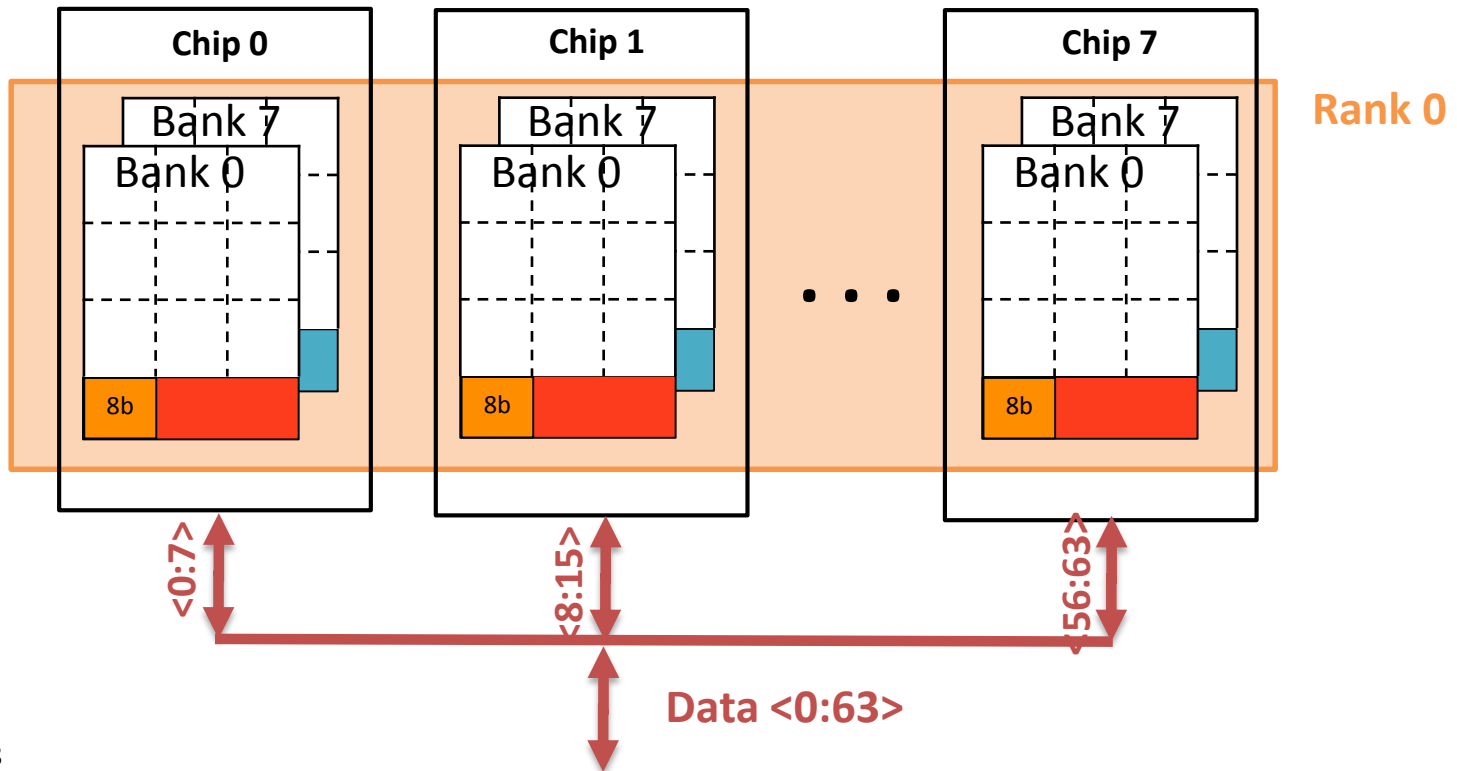 Chip 0
Chip 1
Chip 7
Rank 0
Bank 7
Bank 7
Bank 7
Bank 0
Bank 0
Bank 0
8b
8b
8b
<0:7>
<8:15>
<56:63>
Data <0:63>